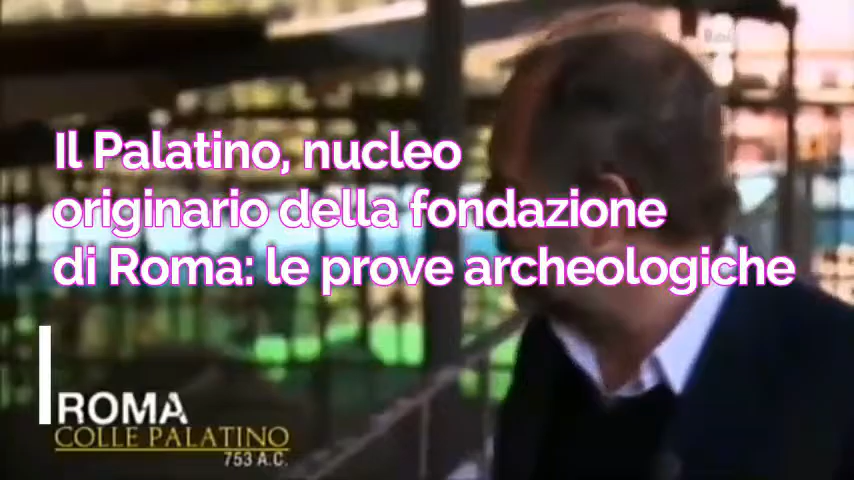 Il Palatino, nucleo
originario della fondazione
di Roma: le prove archeologiche
ROMA
COLLE PALATINO
753 A.C.